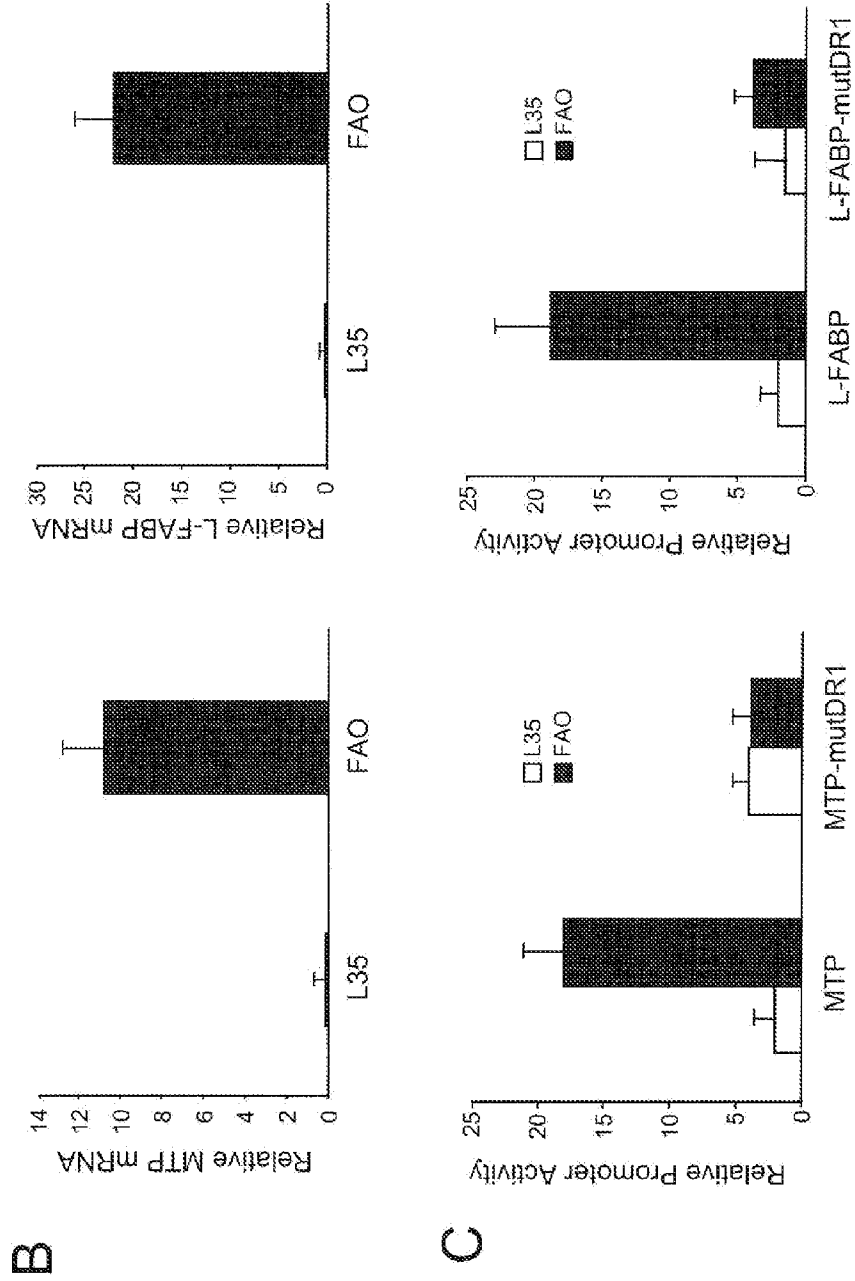 B
Relative MTP mRNA
14
12
10
8
6
4
2
0
L35
FAO
Relative L-FABP mRNA
30
25
20
15
10
5
0
L35
FAO
C
Relative Promoter Activity
25
20
15
10
5
0
L35
FAO
MTP
MTP-mutDR1
Relative Promoter Activity
25
20
15
10
5
0
L35
FAO
L-FABP
L-FABP-mutDR1